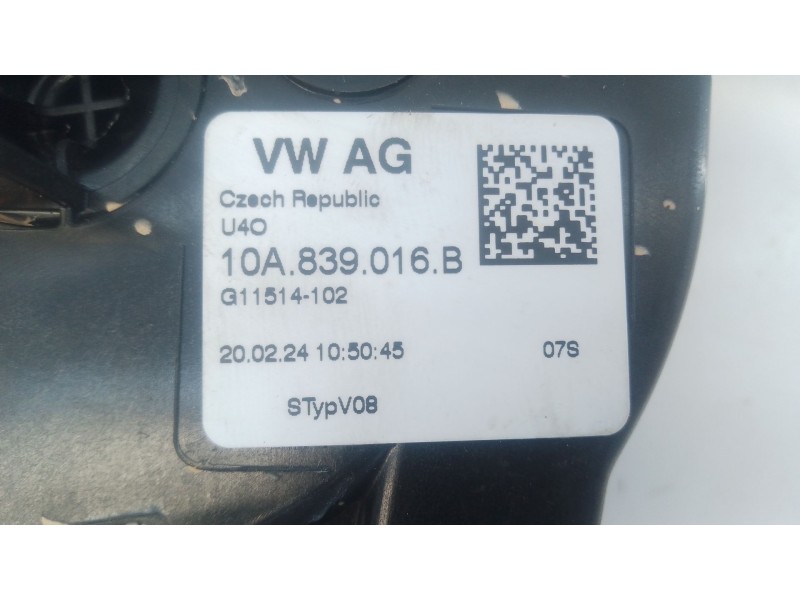 VW AG
Czech Republic
U4O
10A.839.016.B
G11514-102
20.02.24 10:50:45 07S
STypV08